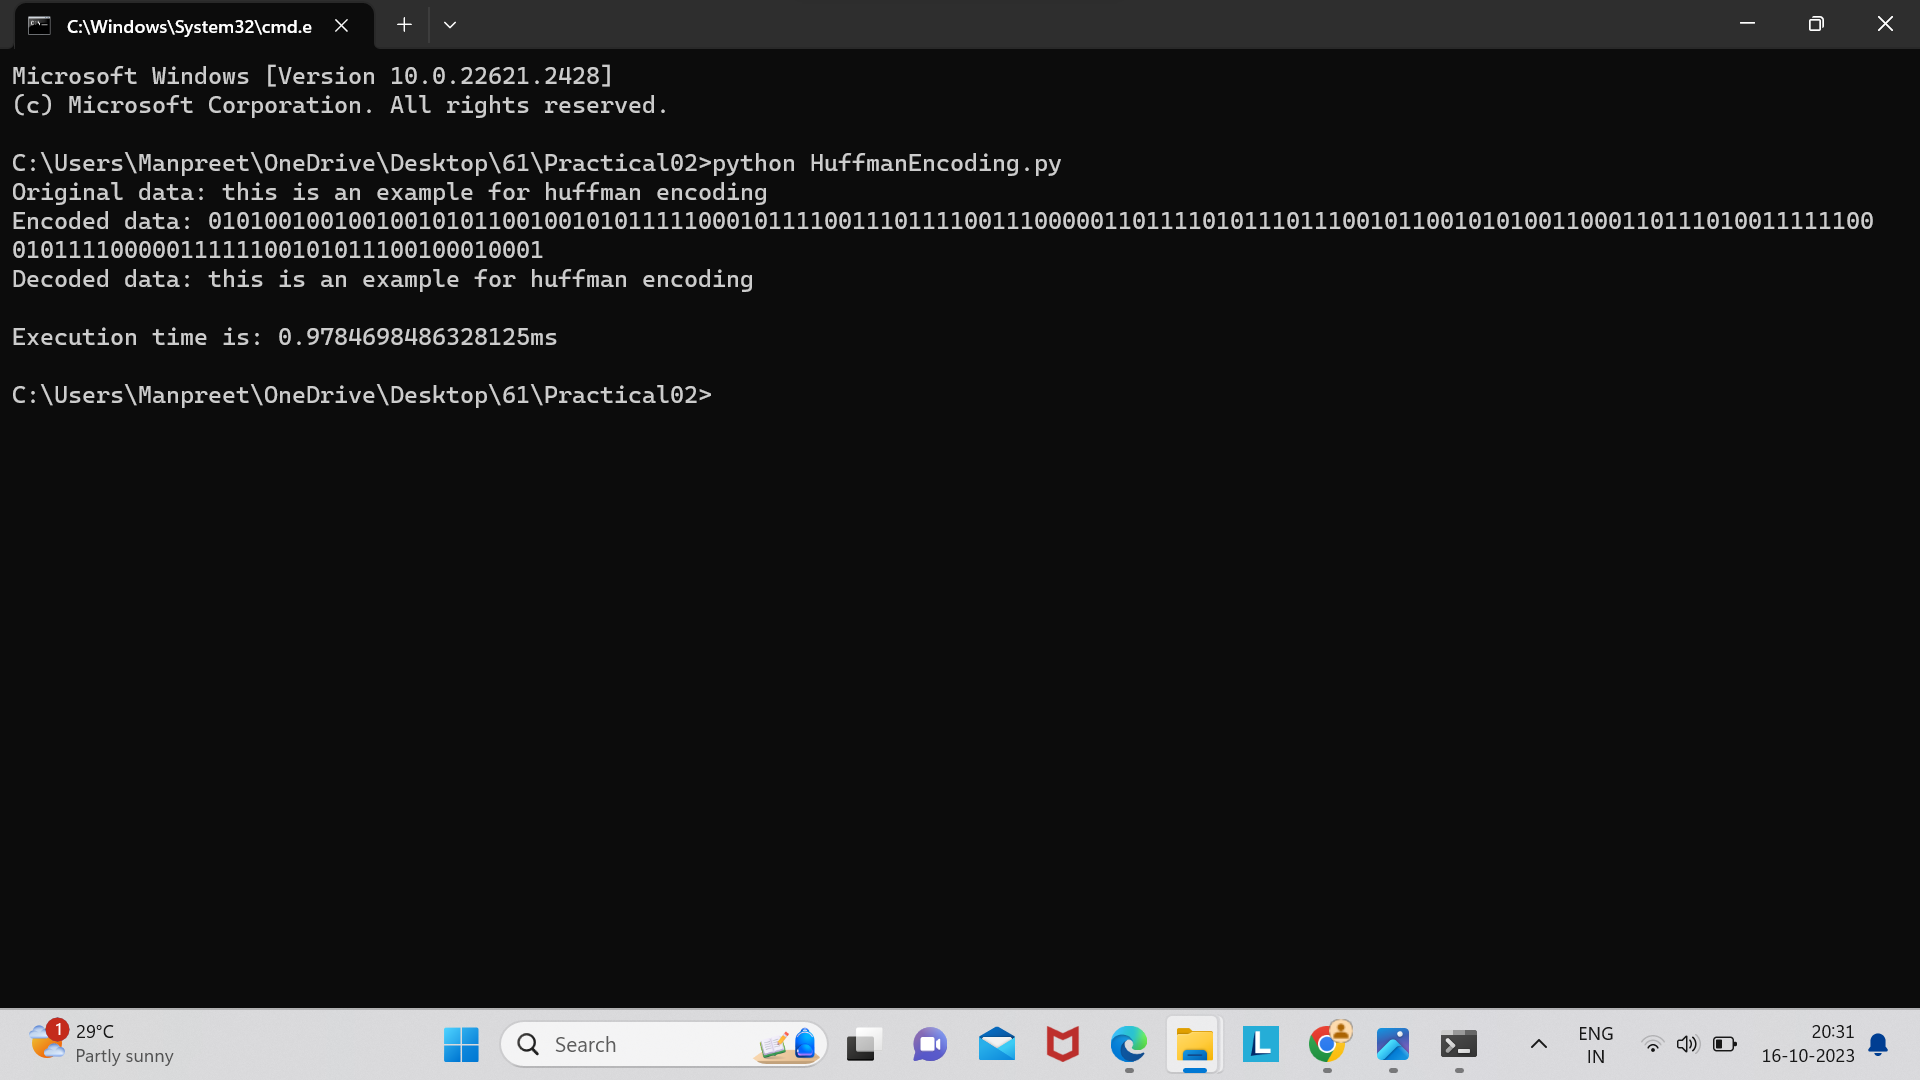 C:\Windows\System32\cmd.e
Microsoft Windows [Version 10.0.22621.2428]
(c) Microsoft Corporation. All rights reserved.
C:\Users\Manpreet\OneDrive\Desktop\61\Practical02>python HuffmanEncoding.py
Original data: this is an example for huffman encoding
Encoded data: 01010010010010010101100100101011111000101111001110111100111000001101111010111011100101100101010011000110111010011111100
01011110000011111100101011100100010001
Decoded data: this is an example for huffman encoding
Execution time is: 0.9784698486328125ms
C:\Users\Manpreet\OneDrive\Desktop\61\Practical02>
1
29°C
Partly sunny
Search
L
ENG
IN
20:31
16-10-2023